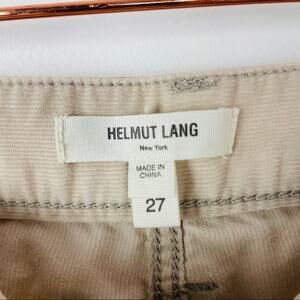 HELMUT LANG
New York
MADE IN
CHINA
27